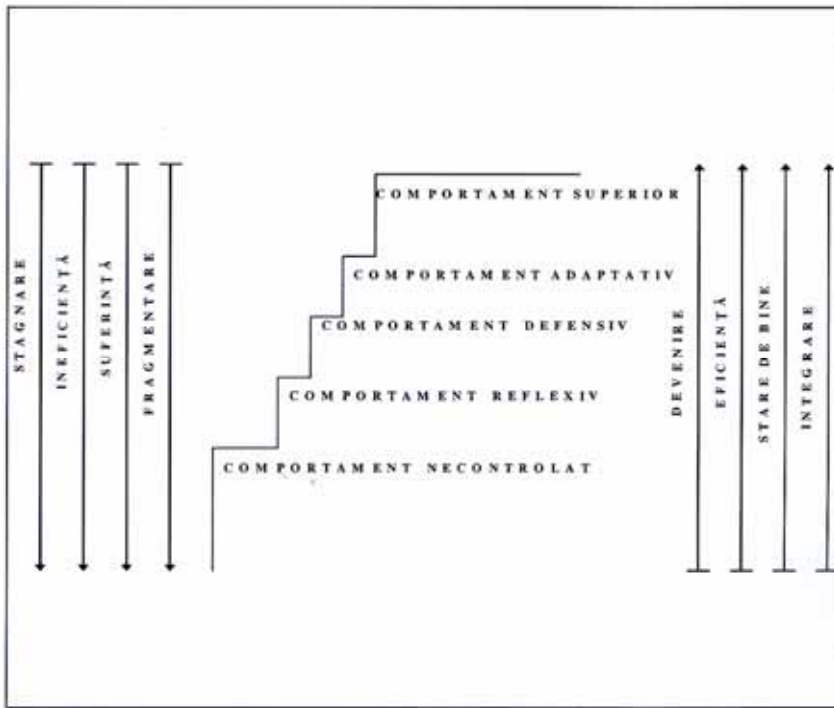 STAGNARE
INEFICIENȚĂ
SUFERINȚĂ
FRAGMENTARE
COMPORTAMENT SUPERIOR
COMPORTAMENT ADAPTATIV
COMPORTAMENT DEFENSIV
COMPORTAMENT REFLEXIV
COMPORTAMENT NECONTROLAT
DEVENIRE
EFICIENȚĂ
STARE DE BINE
INTEGRARE